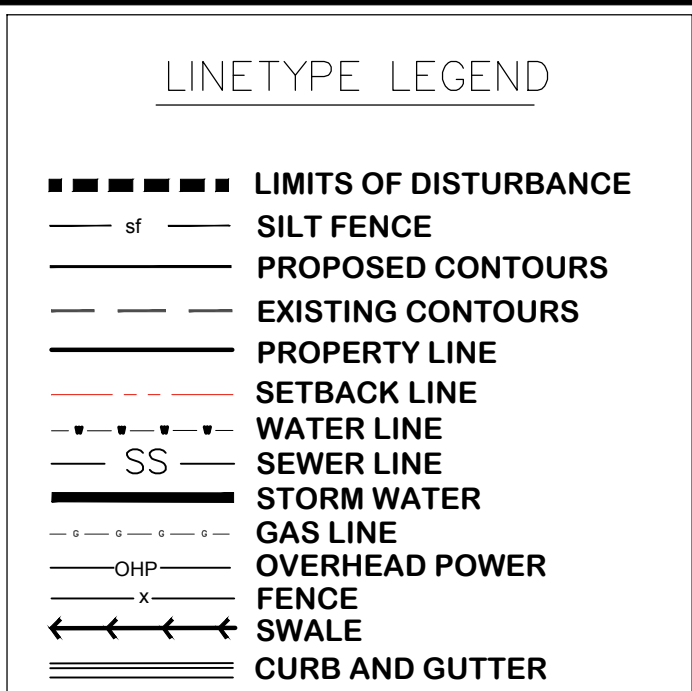 LINETYPE LEGEND
LIMITS OF DISTURBANCE
sf SILT FENCE
PROPOSED CONTOURS
EXISTING CONTOURS
PROPERTY LINE
SETBACK LINE
WATER LINE
SS SEWER LINE
STORM WATER
G G G G GAS LINE
OHP OVERHEAD POWER
x FENCE
SWALE
CURB AND GUTTER